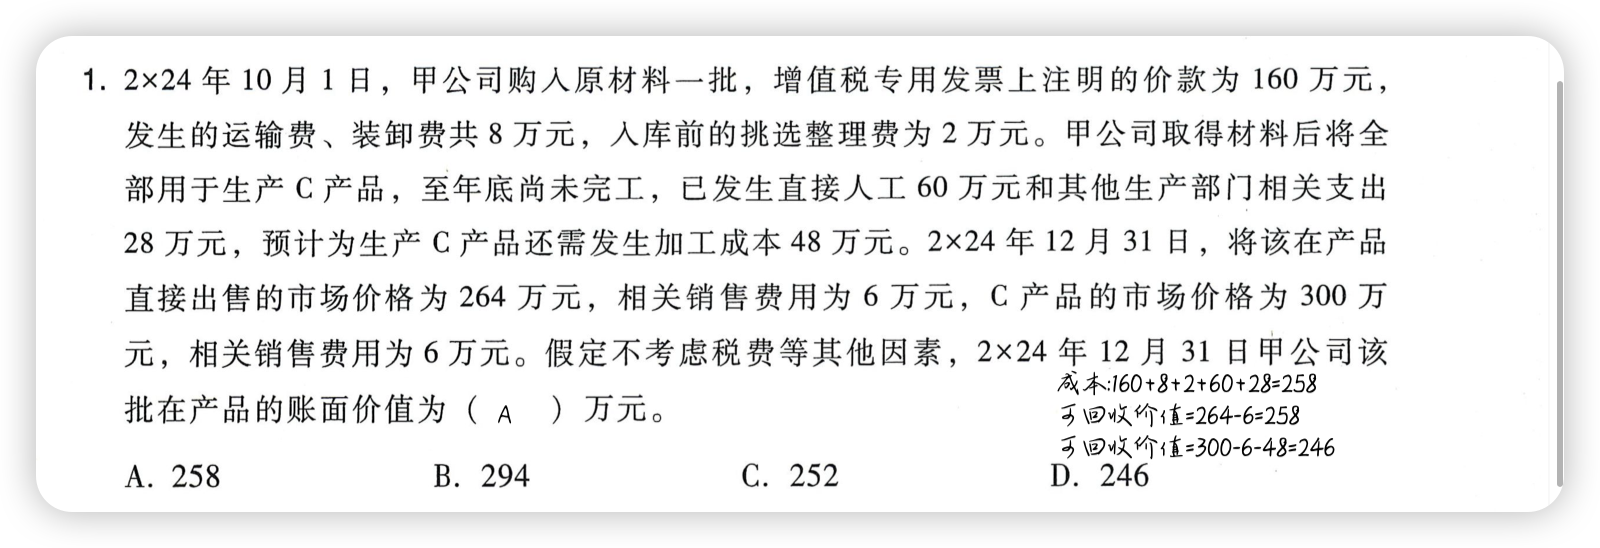 1. 2×24 年 10 月 1 日，甲公司购入原材料一批，增值税专用发票上注明的价款为 160 万元，
发生的运输费、装卸费共 8 万元，入库前的挑选整理费为 2 万元。甲公司取得材料后将全
部用于生产 C 产品，至年底尚未完工，已发生直接人工 60 万元和其他生产部门相关支出
28 万元，预计为生产 C 产品还需发生加工成本 48 万元。2×24 年 12 月 31 日，将该在产品
直接出售的市场价格为 264 万元，相关销售费用为 6 万元，C 产品的市场价格为 300 万
元，相关销售费用为 6 万元。假定不考虑税费等其他因素，2×24 年 12 月 31 日甲公司该
成本:160+8+2+60+28=258
批在产品的账面价值为（ A ）万元。
可回收价值=264-6=258
可回收价值=300-6-48=246
A. 258 B. 294 C. 252 D. 246